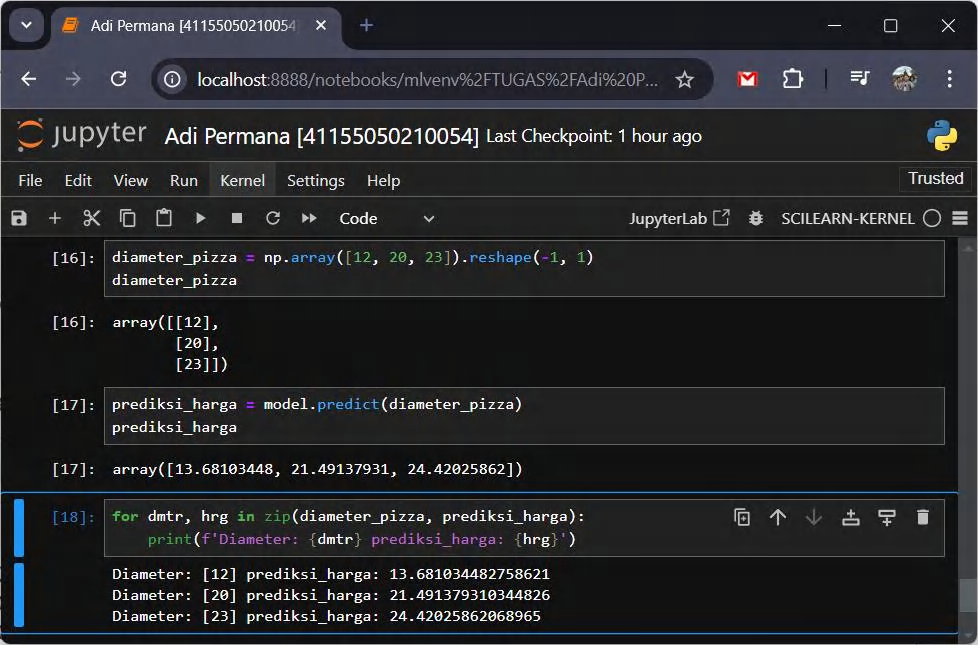 Adi Permana [41155050210054
localhost:8888/notebooks/mlvenv%2FTUGAS%2FAdi%20P...
jupyter Adi Permana [41155050210054] Last Checkpoint: 1 hour ago
File Edit View Run Kernel Settings Help Trusted
Code JupyterLab SCILEARN-KERNEL
[16]: diameter_pizza = np.array([12, 20, 23]).reshape(-1, 1)
diameter_pizza
[16]: array([[12],
[20],
[23]])
[17]: prediksi_harga = model.predict(diameter_pizza)
prediksi_harga
[17]: array([13.68103448, 21.49137931, 24.42025862])
[18]: for dmtr, hrg in zip(diameter_pizza, prediksi_harga):
print(f'Diameter: {dmtr} prediksi_harga: {hrg}')
Diameter: [12] prediksi_harga: 13.681034482758621
Diameter: [20] prediksi_harga: 21.491379310344826
Diameter: [23] prediksi_harga: 24.42025862068965